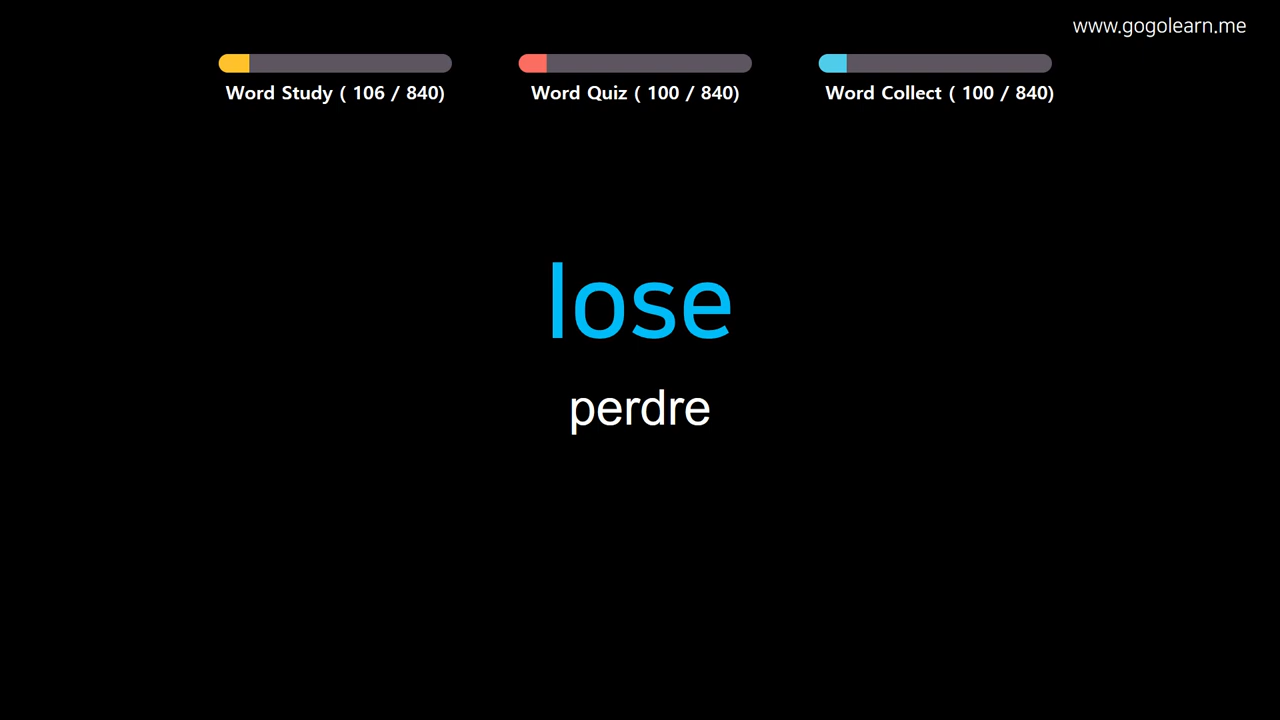 www.gogolearn.me
Word Study ( 106 / 840)
Word Quiz ( 100 / 840)
Word Collect ( 100 / 840)
lose
perdre